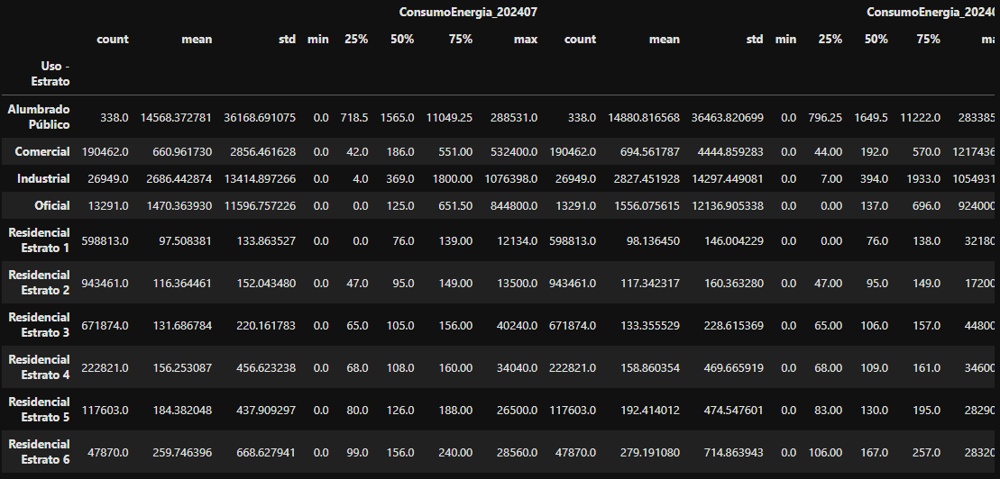 ConsumoEnergia_202407 ConsumoEnergia_2024
count mean std min 25% 50% 75% max count mean std min 25% 50% 75%
Uso -
Estrato
Alumbrado
Público 338.0 14568.372781 36168.691075 0.0 718.5 1565.0 11049.25 288531.0 338.0 14880.816568 36463.820699 0.0 796.25 1649.5 11222.0 283385
Comercial 190462.0 660.961730 2856.461628 0.0 42.0 186.0 551.00 532400.0 190462.0 694.561787 4444.859283 0.0 44.00 192.0 570.0 1217436
Industrial 26949.0 2686.442874 13414.897266 0.0 4.0 369.0 1800.00 1076398.0 26949.0 2827.451928 14297.449081 0.0 7.00 394.0 1933.0 1054931
Oficial 13291.0 1470.363930 11596.757226 0.0 0.0 125.0 651.50 844800.0 13291.0 1556.075615 12136.905338 0.0 0.00 137.0 696.0 924000
Residencial
Estrato 1 598813.0 97.508381 133.863527 0.0 0.0 76.0 139.00 12134.0 598813.0 98.136450 146.004229 0.0 0.00 76.0 138.0 32180
Residencial
Estrato 2 943461.0 116.364461 152.043480 0.0 47.0 95.0 149.00 13500.0 943461.0 117.342317 160.363280 0.0 47.00 95.0 149.0 17200
Residencial
Estrato 3 671874.0 131.686784 220.161783 0.0 65.0 105.0 156.00 40240.0 671874.0 133.355529 228.615369 0.0 65.00 106.0 157.0 44800
Residencial
Estrato 4 222821.0 156.253087 456.623238 0.0 68.0 108.0 160.00 34040.0 222821.0 158.860354 469.665919 0.0 68.00 109.0 161.0 34600
Residencial
Estrato 5 117603.0 184.382048 437.909297 0.0 80.0 126.0 188.00 26500.0 117603.0 192.414012 474.547601 0.0 83.00 130.0 195.0 28290
Residencial
Estrato 6 47870.0 259.746396 668.627941 0.0 99.0 156.0 240.00 28560.0 47870.0 279.191080 714.863943 0.0 106.00 167.0 257.0 28320